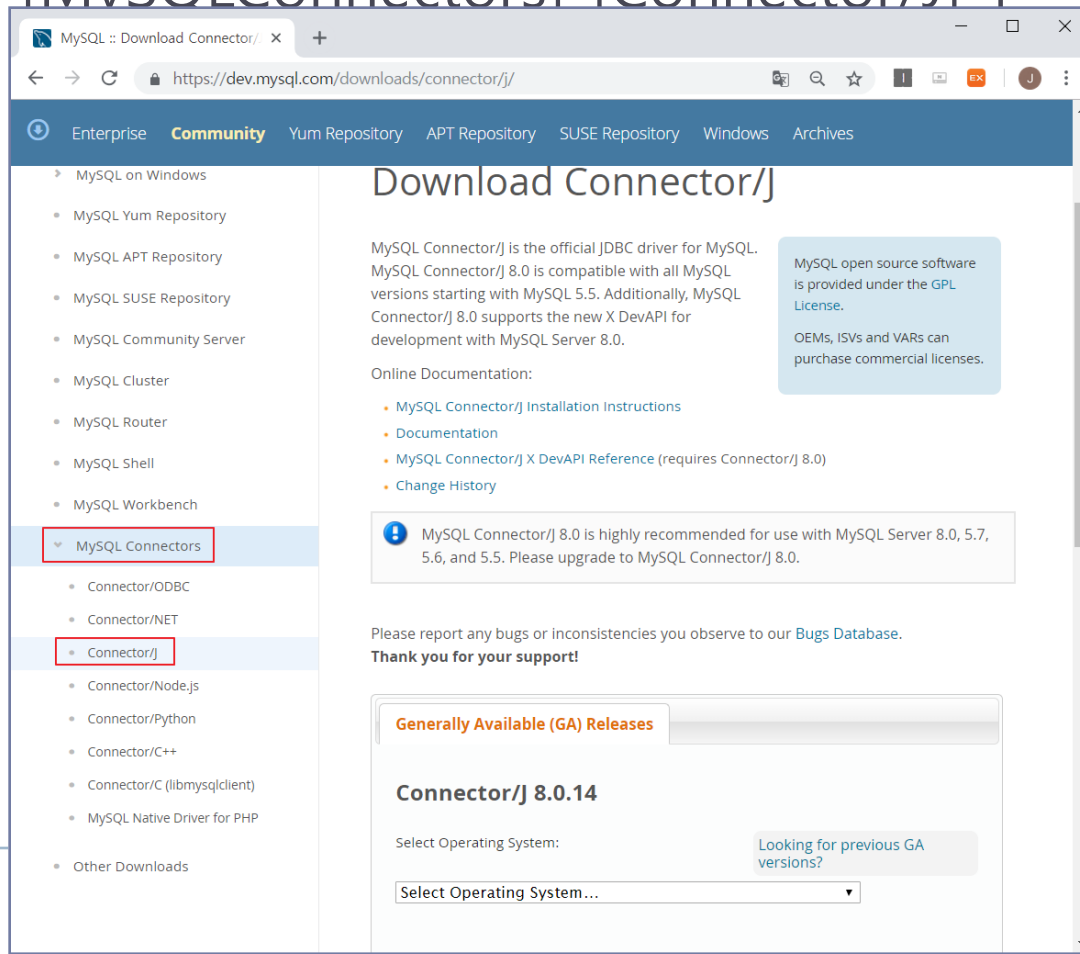 MySQL :: Download Connector/
https://dev.mysql.com/downloads/connector/j/
EX
J
Enterprise Community Yum Repository APT Repository SUSE Repository Windows Archives
MySQL on Windows
MySQL Yum Repository
MySQL APT Repository
MySQL SUSE Repository
MySQL Community Server
MySQL Cluster
MySQL Router
MySQL Shell
MySQL Workbench
MySQL Connectors
Connector/ODBC
Connector/NET
Connector/J
Connector/Node.js
Connector/Python
Connector/C++
Connector/C (libmysqlclient)
MySQL Native Driver for PHP
Other Downloads
Download Connector/J
MySQL Connector/J is the official JDBC driver for MySQL.
MySQL Connector/J 8.0 is compatible with all MySQL
versions starting with MySQL 5.5. Additionally, MySQL
Connector/J 8.0 supports the new X DevAPI for
development with MySQL Server 8.0.
MySQL open source software
is provided under the GPL
License.
OEMs, ISVs and VARs can
purchase commercial licenses.
Online Documentation:
MySQL Connector/J Installation Instructions
Documentation
MySQL Connector/J X DevAPI Reference (requires Connector/J 8.0)
Change History
MySQL Connector/J 8.0 is highly recommended for use with MySQL Server 8.0, 5.7,
5.6, and 5.5. Please upgrade to MySQL Connector/J 8.0.
Please report any bugs or inconsistencies you observe to our Bugs Database.
Thank you for your support!
Generally Available (GA) Releases
Connector/J 8.0.14
Select Operating System:
Looking for previous GA
versions?
Select Operating System...